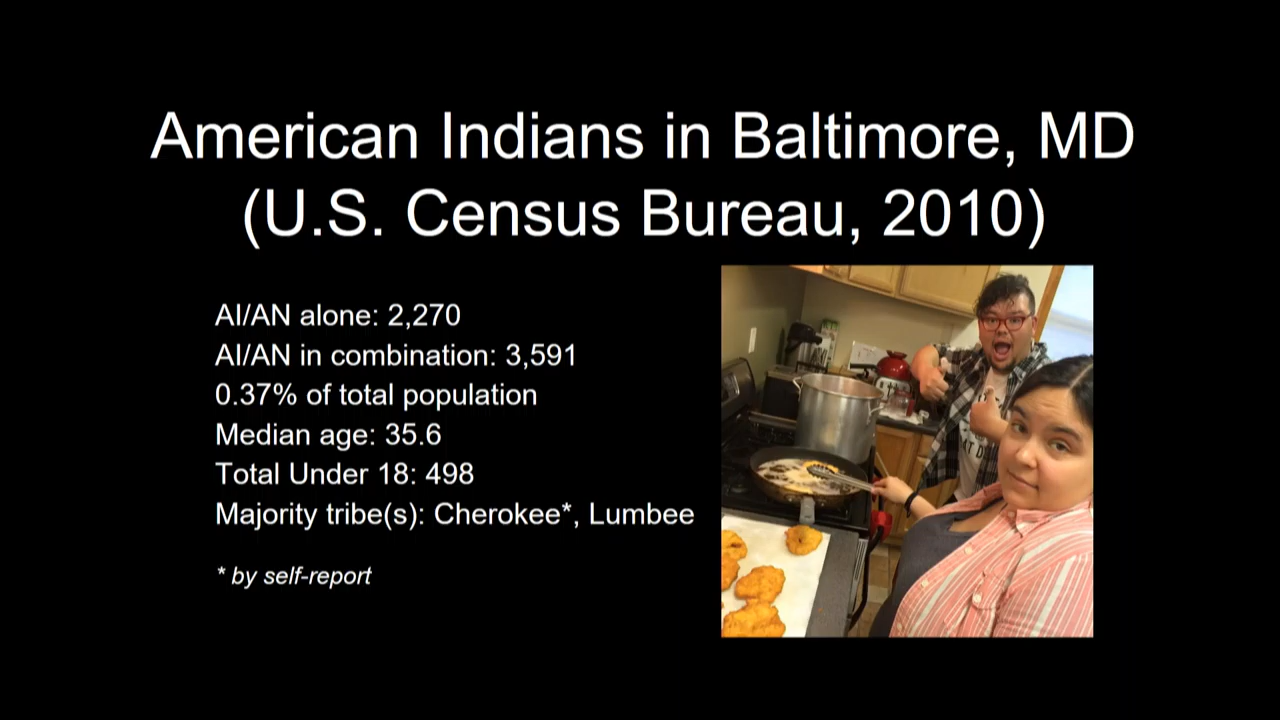 American Indians in Baltimore, MD
(U.S. Census Bureau, 2010)
AI/AN alone: 2,270
AI/AN in combination: 3,591
0.37% of total population
Median age: 35.6
Total Under 18: 498
Majority tribe(s): Cherokee*, Lumbee
* by self-report